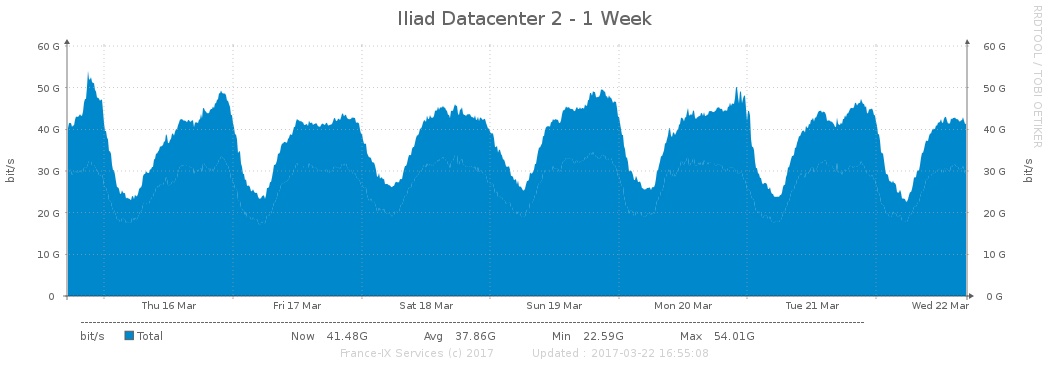 Iliad Datacenter 2 - 1 Week
RRDTOOL / TOBI OETIKER
60 G 60 G
50 G 50 G
40 G 40 G
30 G 30 G
20 G 20 G
10 G 10 G
0 0 G
bit/s
bit/s
Thu 16 Mar Fri 17 Mar Sat 18 Mar Sun 19 Mar Mon 20 Mar Tue 21 Mar Wed 22 Mar
bit/s Total Now 41.48G Avg 37.86G Min 22.59G Max 54.01G
France-IX Services (c) 2017 Updated : 2017-03-22 16:55:08